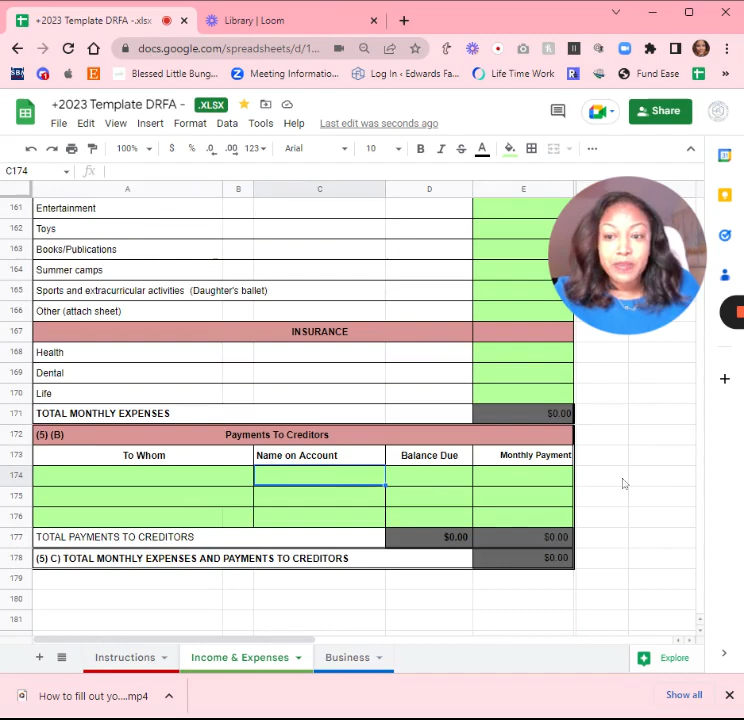 +2023 Template DRFA -.xlsx
Library | Loom
docs.google.com/spreadsheets/d/1...
SBA
Blessed Little Bung...
Meeting Informatio...
Log In ‹ Edwards Fa...
Life Time Work
Fund Ease
+2023 Template DRFA - .XLSX
File Edit View Insert Format Data Tools Help Last edit was seconds ago
Share
100% $ % .0 .00 123 Arial 10 B I S A
C174 fx
A B C D E
161 Entertainment
162 Toys
163 Books/Publications
164 Summer camps
165 Sports and extracurricular activities (Daughter's ballet)
166 Other (attach sheet)
167 INSURANCE
168 Health
169 Dental
170 Life
171 TOTAL MONTHLY EXPENSES $0.00
172 (5) (B) Payments To Creditors
173 To Whom Name on Account Balance Due Monthly Payment
174
175
176
177 TOTAL PAYMENTS TO CREDITORS $0.00 $0.00
178 (5) C) TOTAL MONTHLY EXPENSES AND PAYMENTS TO CREDITORS $0.00
179
180
181
Instructions Income & Expenses Business Explore
How to fill out yo....mp4 Show all